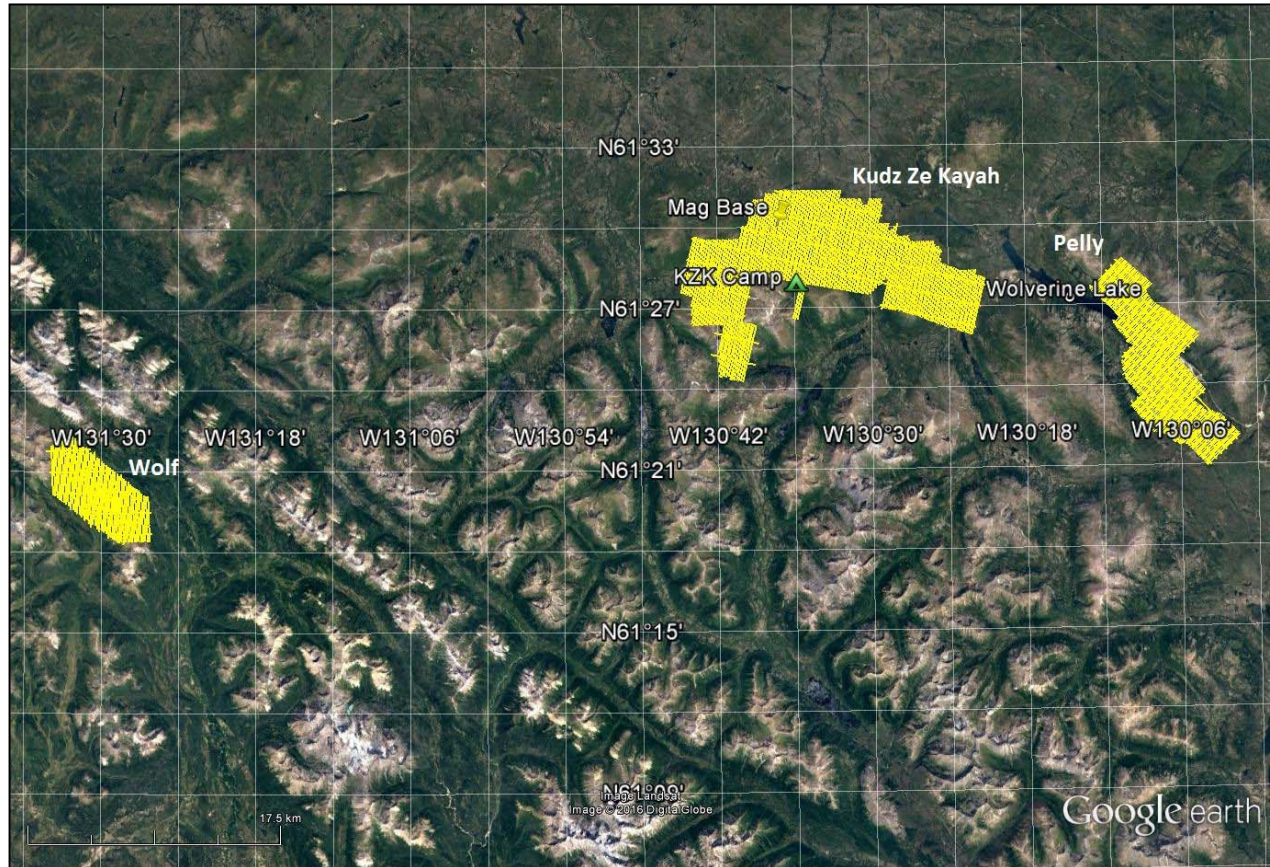 N61°33'
Kudz Ze Kayah
Mag Base
Pelly
KZK Camp
Wolverine Lake
N61°27'
W131°30'
W131°18'
W131°06'
W130°54'
W130°42'
W130°30'
W130°18'
W130°06'
Wolf
N61°21'
N61°15'
N61°09'
Image Landsat
Image © 2016 DigitalGlobe
17.5 km
Google earth